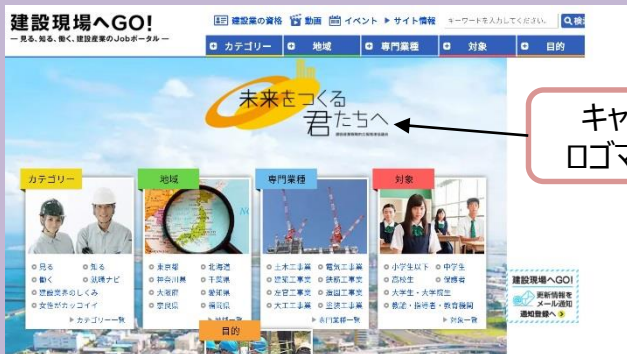 建設現場へGO!
― 見る、知る、働く、建設産業のJobポータル ―
建設業の資格 動画 イベント ▶ サイト情報 キーワードを入力してください。
カテゴリー 地域 専門業種 対象 目的
未来をつくる
君たちへ
キャ
ロゴマ
カテゴリー 地域 専門業種 対象
見る 知る 東京都 北海道 土木工事業 電気工事業 小学生以下 中学生
働く 就職ナビ 神奈川県 千葉県 建築工事業 鉄筋工事業 高校生 保護者
建設業界のしくみ 大阪府 愛知県 左官工事業 造園工事業 大学生・大学院生
女性がカッコイイ 奈良県 福岡県 大工工事業 塗装工事業 教諭・指導者・教育機関
▶ カテゴリー一覧 ▶ 専門業種一覧 ▶ 対象一覧
目的
建設現場へGO!
更新情報を
メール通知
通知登録へ